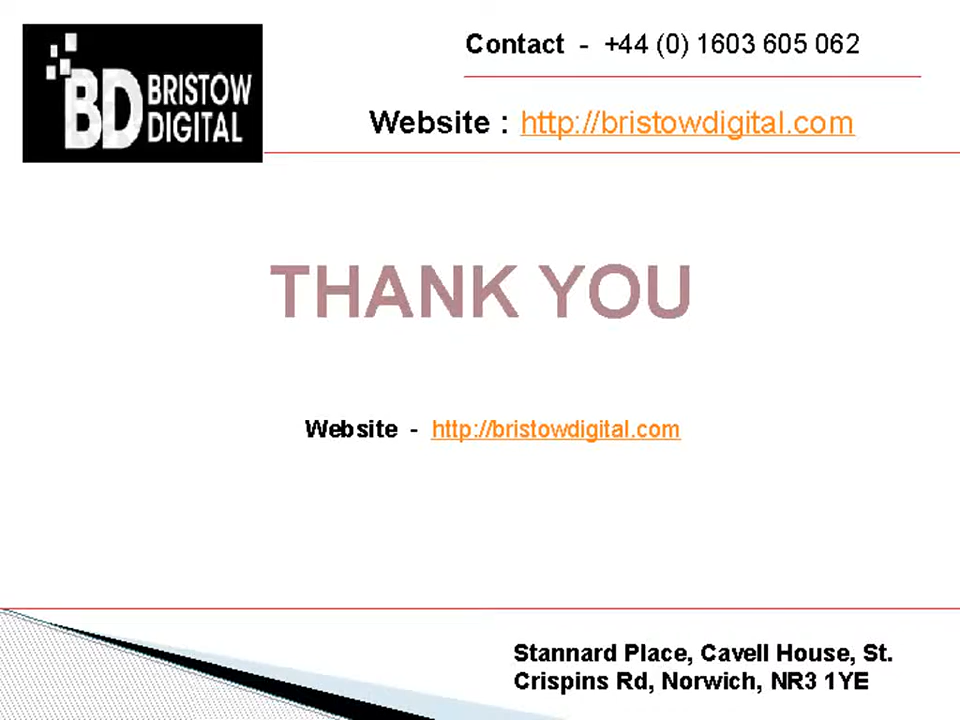 BD BRISTOW
DIGITAL
Contact - +44 (0) 1603 605 062
Website : http://bristowdigital.com
THANK YOU
Website - http://bristowdigital.com
Stannard Place, Cavell House, St.
Crispins Rd, Norwich, NR3 1YE